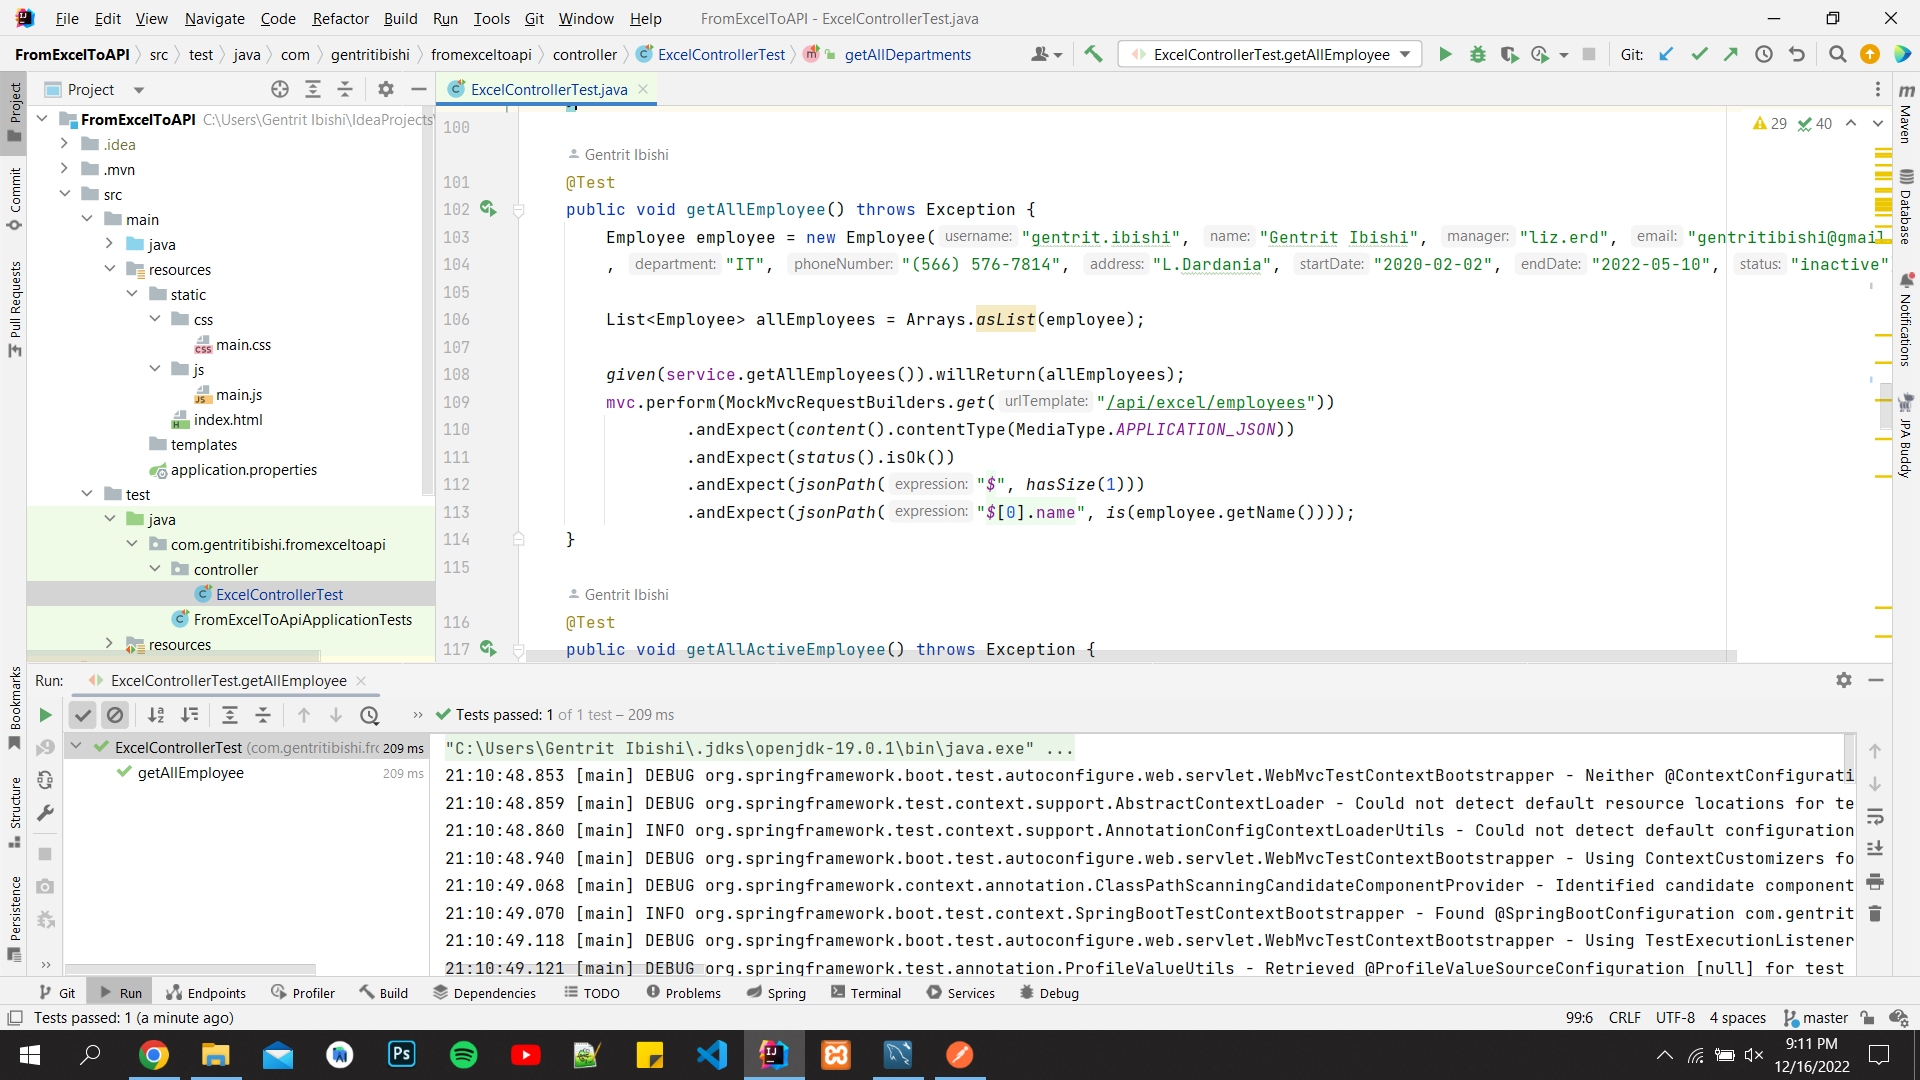 File Edit View Navigate Code Refactor Build Run Tools Git Window Help FromExcelToAPI - ExcelControllerTest.java
FromExcelToAPI src test java com gentritibishi fromexceltoapi controller ExcelControllerTest getAllDepartments ExcelControllerTest.getAllEmployee Git:
Project
ExcelControllerTest.java
FromExcelToAPI C:\Users\Gentrit Ibishi\IdeaProjects\
.idea
.mvn
src
main
java
resources
static
css
main.css
js
main.js
index.html
templates
application.properties
test
java
com.gentritibishi.fromexceltoapi
controller
ExcelControllerTest
FromExcelToApiApplicationTests
resources
Project
Commit
Pull Requests
Bookmarks
Structure
Persistence
29 40
100
Gentrit Ibishi
101 @Test
102 public void getAllEmployee() throws Exception {
103 Employee employee = new Employee( username: "gentrit.ibishi", name: "Gentrit Ibishi", manager: "liz.erd", email: "gentritibishi@gmail
104 , department: "IT", phoneNumber: "(566) 576-7814", address: "L.Dardania", startDate: "2020-02-02", endDate: "2022-05-10", status: "inactive"
105
106 List<Employee> allEmployees = Arrays.asList(employee);
107
108 given(service.getAllEmployees()).willReturn(allEmployees);
109 mvc.perform(MockMvcRequestBuilders.get( urlTemplate: "/api/excel/employees"))
110 .andExpect(content().contentType(MediaType.APPLICATION_JSON))
111 .andExpect(status().isOk())
112 .andExpect(jsonPath( expression: "$", hasSize(1)))
113 .andExpect(jsonPath( expression: "$[0].name", is(employee.getName())));
114 }
115
Gentrit Ibishi
116 @Test
117 public void getAllActiveEmployee() throws Exception {
Maven
Database
Notifications
JPA Buddy
Run: ExcelControllerTest.getAllEmployee
Tests passed: 1 of 1 test – 209 ms
ExcelControllerTest (com.gentritibishi.frc 209 ms
getAllEmployee 209 ms
"C:\Users\Gentrit Ibishi\.jdks\openjdk-19.0.1\bin\java.exe" ...
21:10:48.853 [main] DEBUG org.springframework.boot.test.autoconfigure.web.servlet.WebMvcTestContextBootstrapper - Neither @ContextConfigurati
21:10:48.859 [main] DEBUG org.springframework.test.context.support.AbstractContextLoader - Could not detect default resource locations for te
21:10:48.860 [main] INFO org.springframework.test.context.support.AnnotationConfigContextLoaderUtils - Could not detect default configuration
21:10:48.940 [main] DEBUG org.springframework.boot.test.autoconfigure.web.servlet.WebMvcTestContextBootstrapper - Using ContextCustomizers fo
21:10:49.068 [main] DEBUG org.springframework.context.annotation.ClassPathScanningCandidateComponentProvider - Identified candidate component
21:10:49.070 [main] INFO org.springframework.boot.test.context.SpringBootTestContextBootstrapper - Found @SpringBootConfiguration com.gentrit
21:10:49.118 [main] DEBUG org.springframework.boot.test.autoconfigure.web.servlet.WebMvcTestContextBootstrapper - Using TestExecutionListener
21:10:49.121 [main] DEBUG org.springframework.test.annotation.ProfileValueUtils - Retrieved @ProfileValueSourceConfiguration [null] for test
Git Run Endpoints Profiler Build Dependencies TODO Problems Spring Terminal Services Debug
Tests passed: 1 (a minute ago) 99:6 CRLF UTF-8 4 spaces master
9:11 PM
12/16/2022